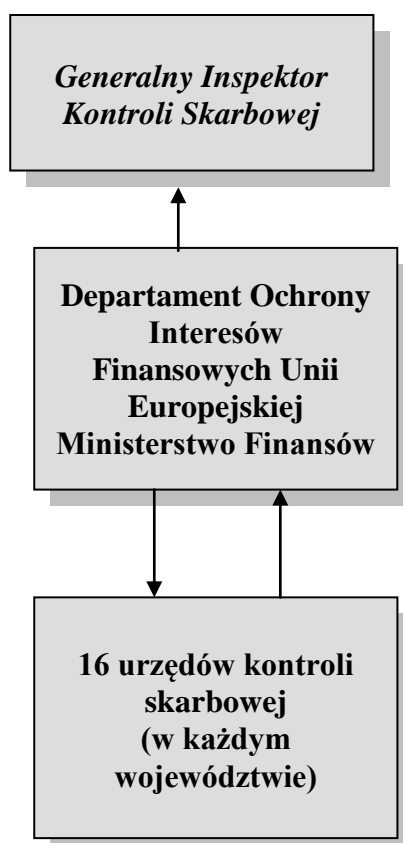 Generalny Inspektor
Kontroli Skarbowej
Departament Ochrony
Interesów
Finansowych Unii
Europejskiej
Ministerstwo Finansów
16 urzędów kontroli
skarbowej
(w każdym
województwie)